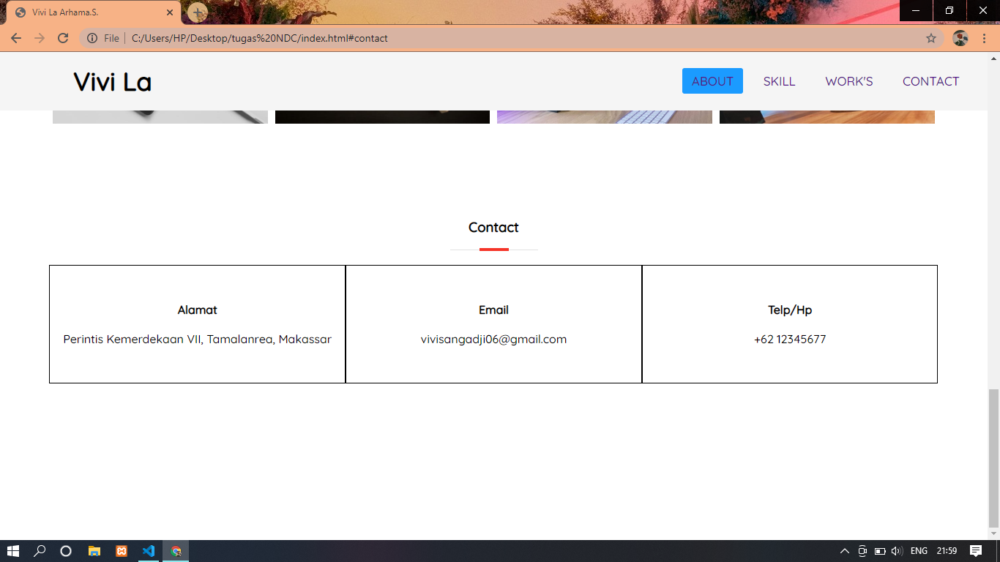 Vivi La Arhama.S.
File
C:/Users/HP/Desktop/tugas%20NDC/index.html#contact
Vivi La
ABOUT SKILL WORK'S CONTACT
Contact
Alamat
Perintis Kemerdekaan VII, Tamalanrea, Makassar
Email
vivisangadji06@gmail.com
Telp/Hp
+62 12345677
ENG 21:59